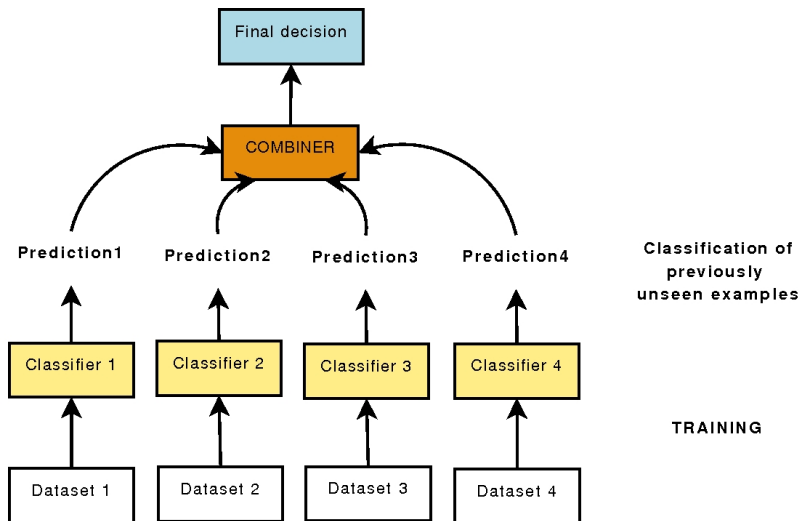 Final decision
COMBINER
Prediction1
Prediction2
Prediction3
Prediction4
Classification of
previously
unseen examples
Classifier 1
Classifier 2
Classifier 3
Classifier 4
TRAINING
Dataset 1
Dataset 2
Dataset 3
Dataset 4